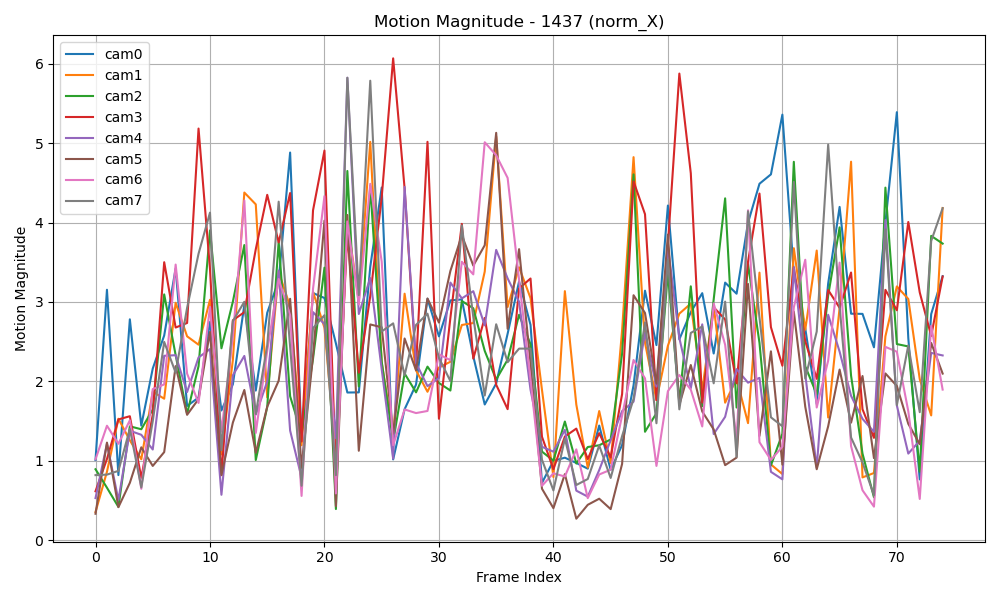 Motion Magnitude - 1437 (norm_X)
cam0
cam1
cam2
cam3
cam4
cam5
cam6
cam7
Motion Magnitude
6
5
4
3
2
1
0
0 10 20 30 40 50 60 70
Frame Index